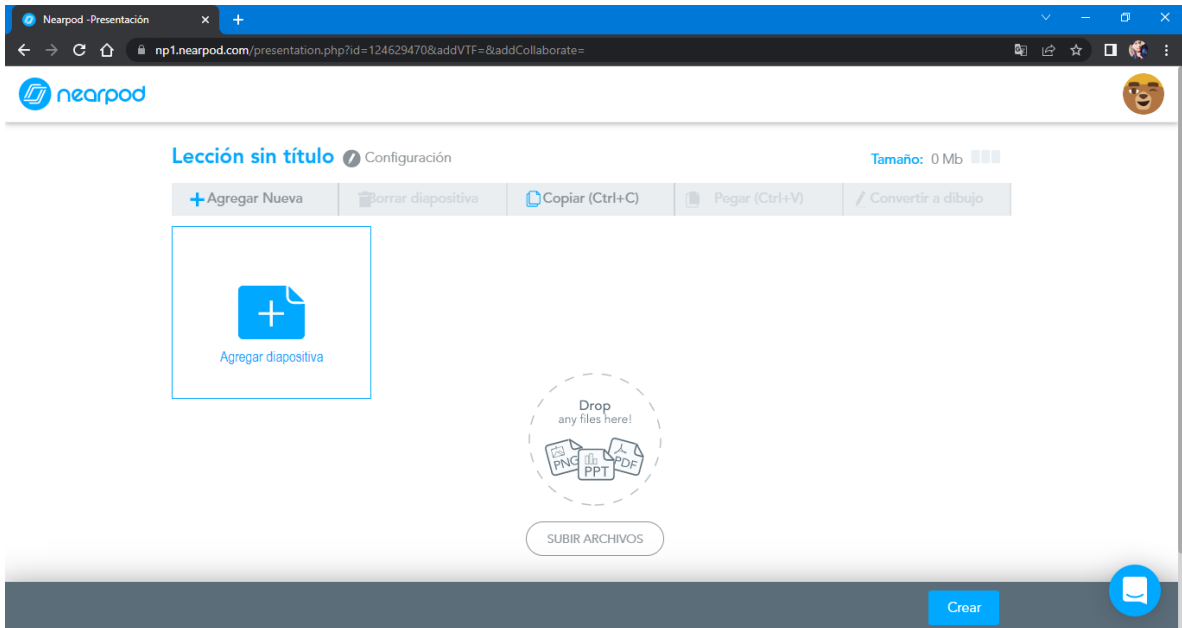 Nearpod -Presentación
np1.nearpod.com/presentation.php?id=124629470&addVTF=&addCollaborate=
nearpod
Lección sin título Configuración
Tamaño: 0 Mb
Agregar Nueva Borrar diapositiva Copiar (Ctrl+C) Pegar (Ctrl+V) Convertir a dibujo
Agregar diapositiva
Drop
any files here!
PNG PPT PDF
SUBIR ARCHIVOS
Crear